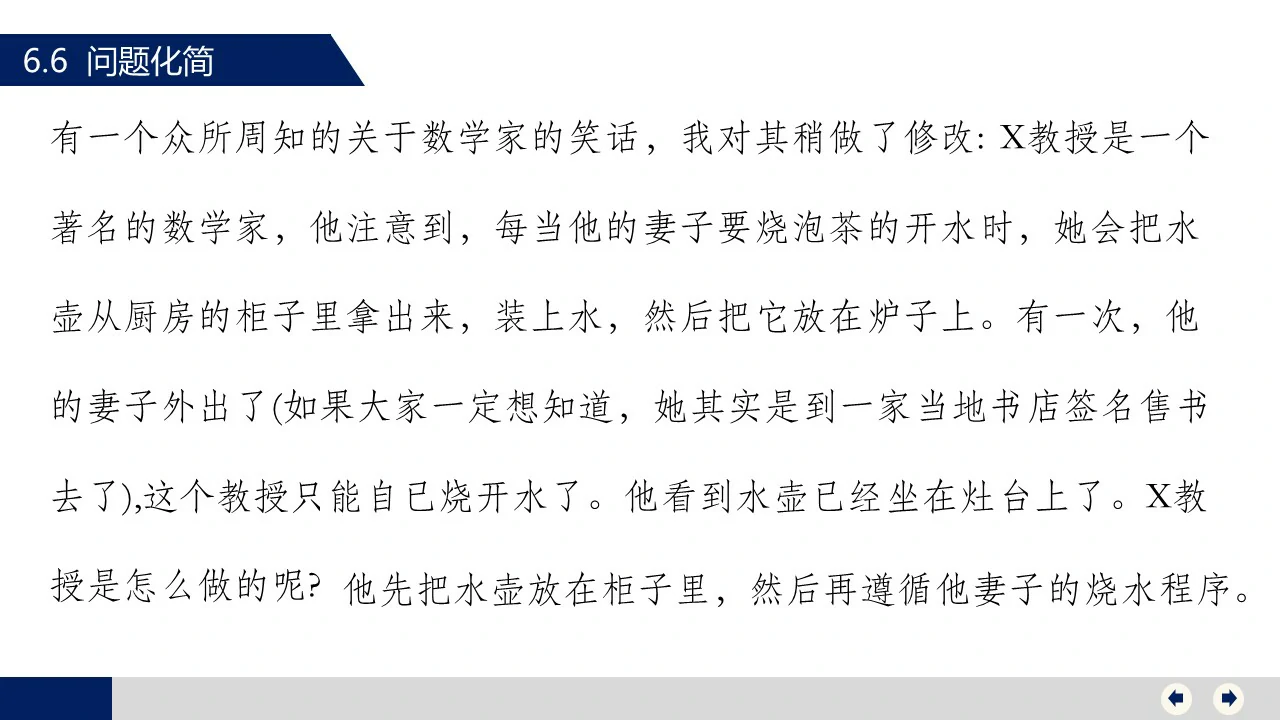 6.6 问题化简
有一个众所周知的关于数学家的笑话，我对其稍做了修改: X教授是一个
著名的数学家，他注意到，每当他的妻子要烧泡茶的开水时，她会把水
壶从厨房的柜子里拿出来，装上水，然后把它放在炉子上。有一次，他
的妻子外出了(如果大家一定想知道，她其实是到一家当地书店签名售书
去了),这个教授只能自已烧开水了。他看到水壶已经坐在灶台上了。X教
授是怎么做的呢? 他先把水壶放在柜子里，然后再遵循他妻子的烧水程序。